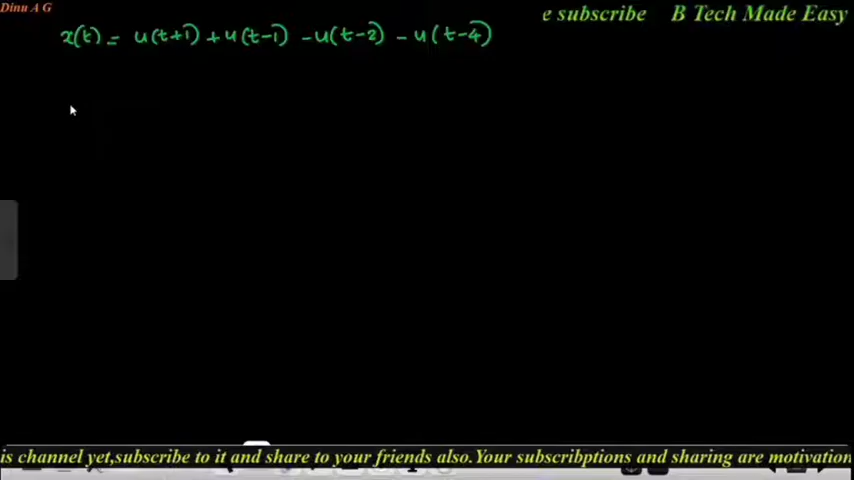 Dinu A G
e subscribe B Tech Made Easy
x(t) = u(t+1) + u(t-1) - u(t-2) - u(t-4)
is channel yet,subscribe to it and share to your friends also.Your subscribptions and sharing are motivation